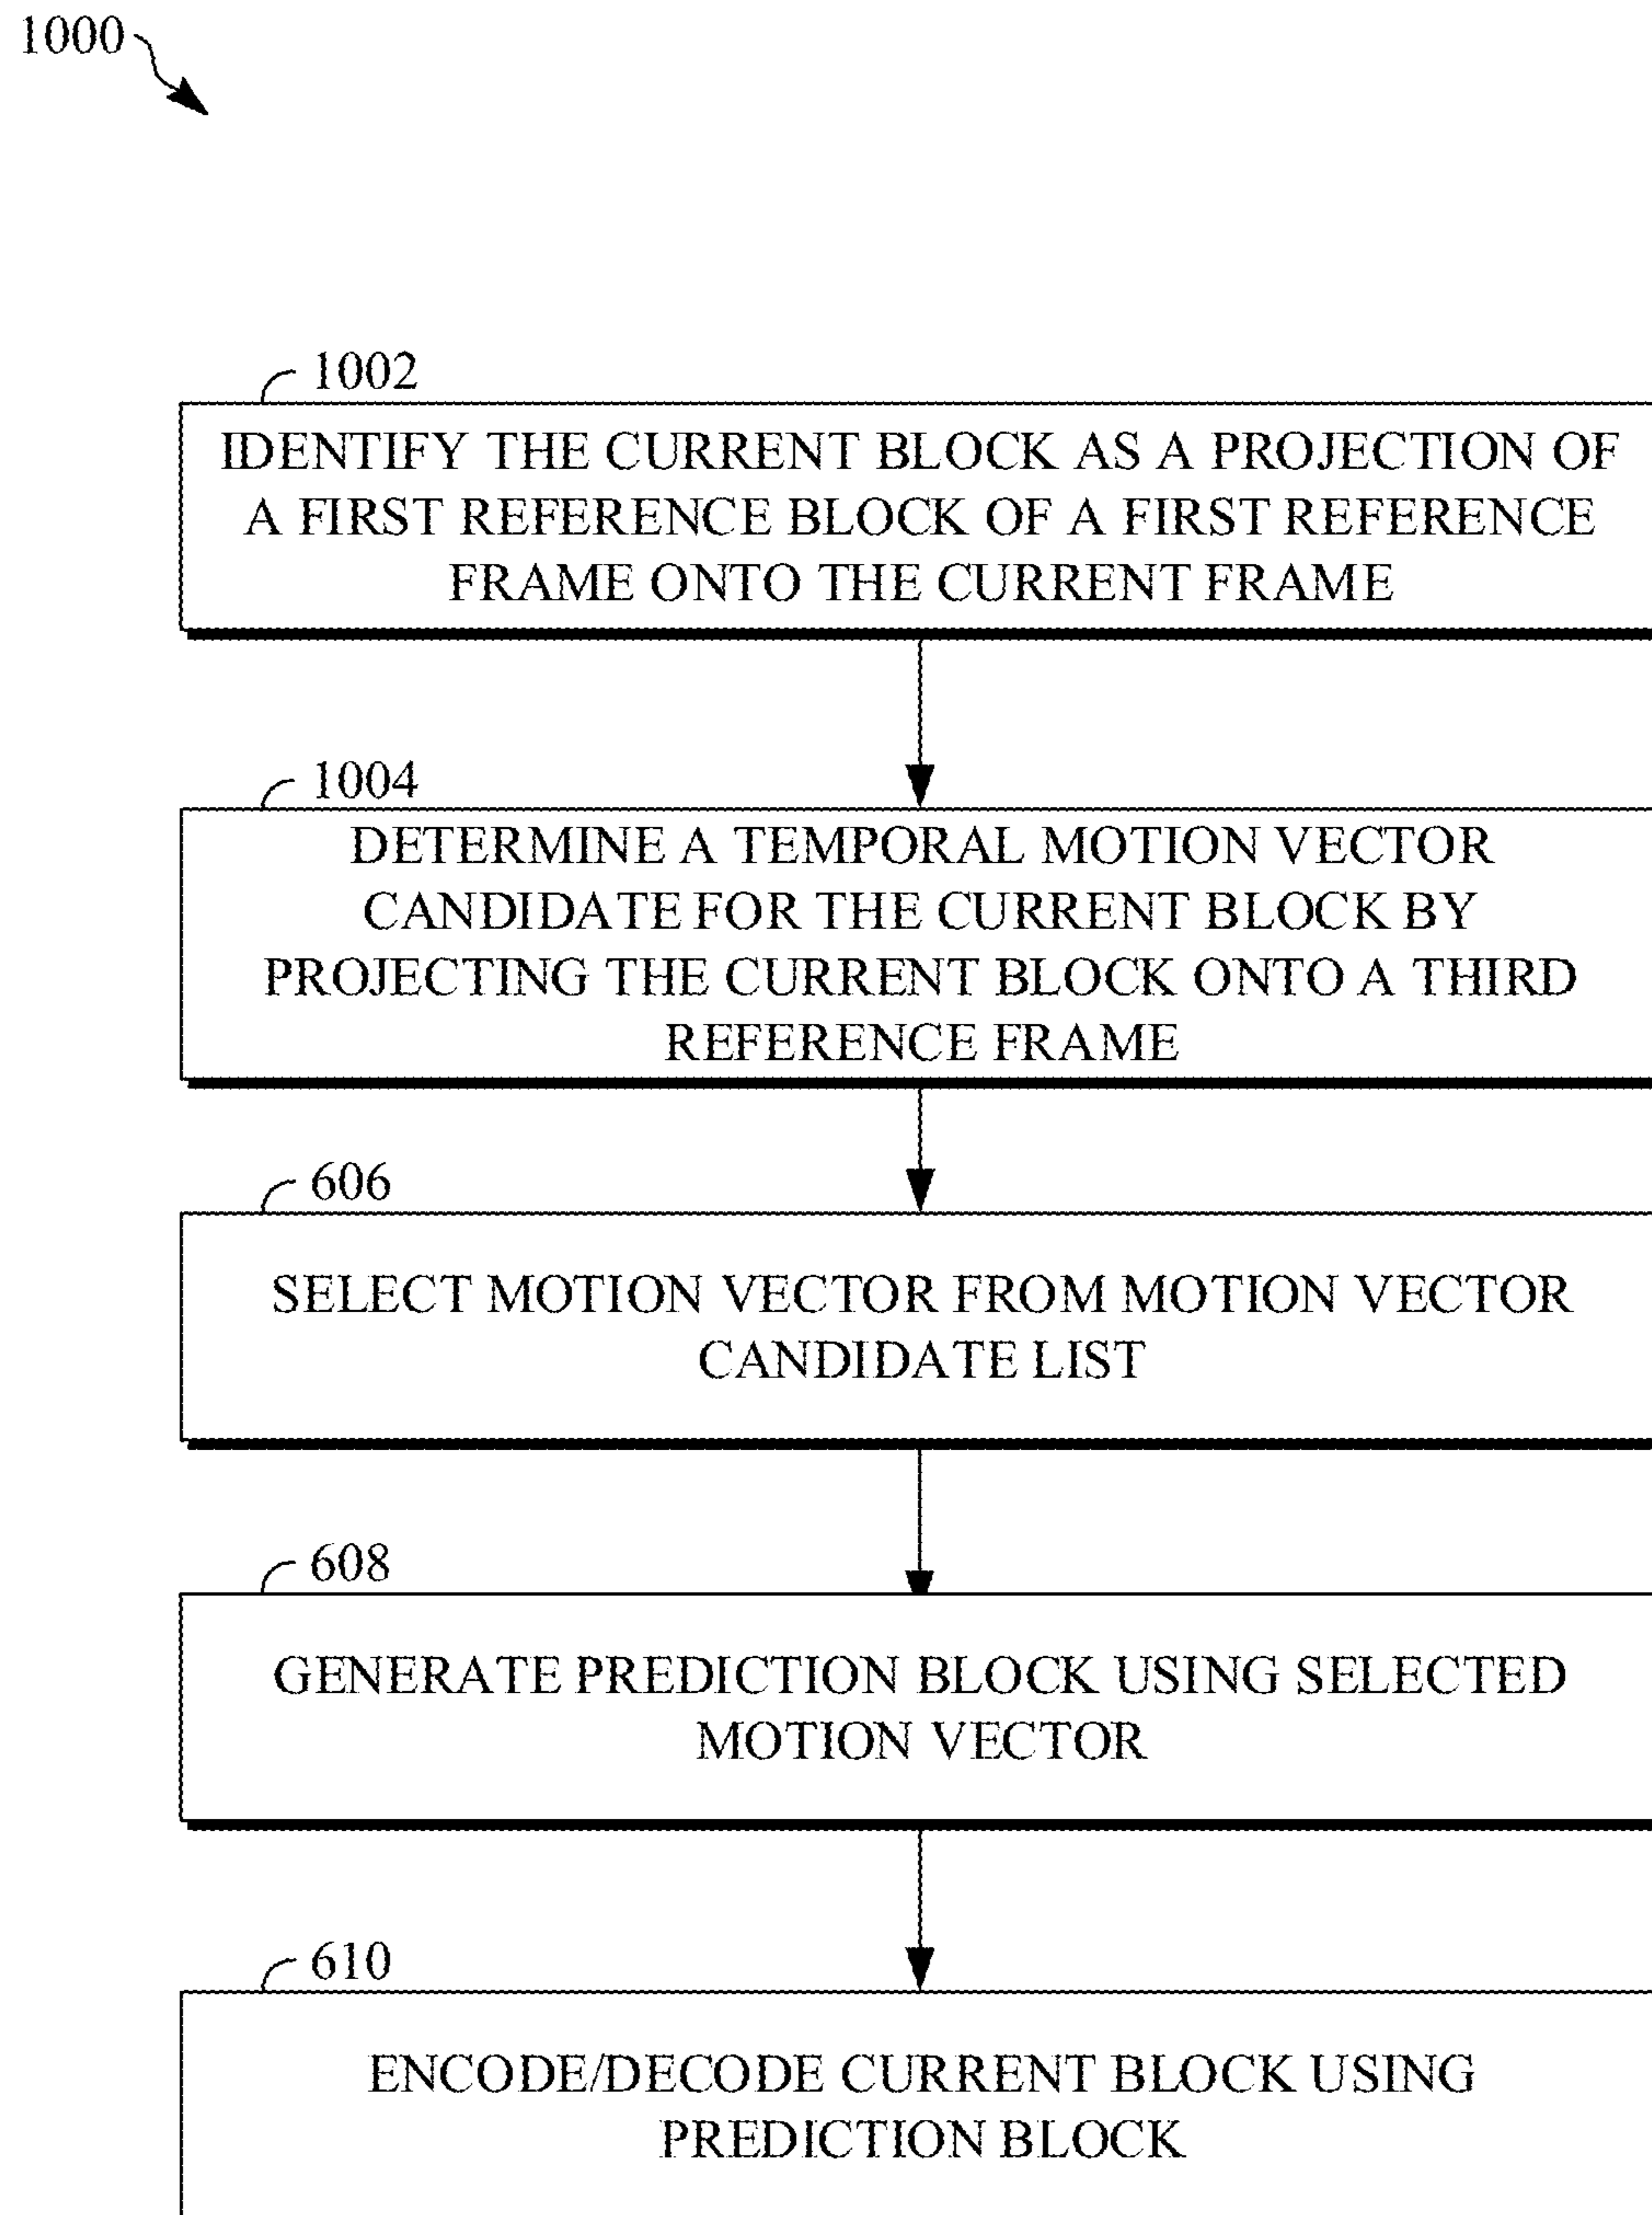 1000
1002
IDENTIFY THE CURRENT BLOCK AS A PROJECTION OF
A FIRST REFERENCE BLOCK OF A FIRST REFERENCE
FRAME ONTO THE CURRENT FRAME
1004
DETERMINE A TEMPORAL MOTION VECTOR
CANDIDATE FOR THE CURRENT BLOCK BY
PROJECTING THE CURRENT BLOCK ONTO A THIRD
REFERENCE FRAME
606
SELECT MOTION VECTOR FROM MOTION VECTOR
CANDIDATE LIST
608
GENERATE PREDICTION BLOCK USING SELECTED
MOTION VECTOR
610
ENCODE/DECODE CURRENT BLOCK USING
PREDICTION BLOCK